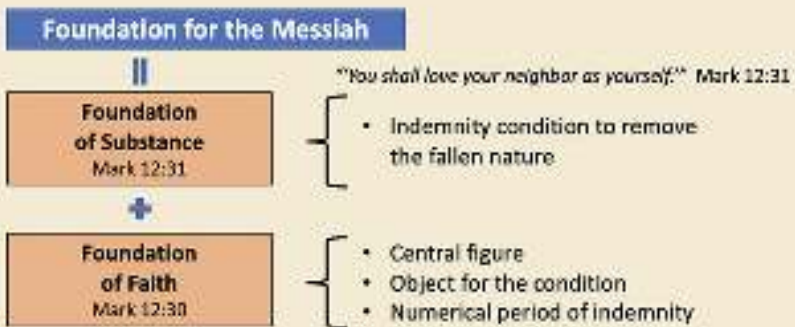 Foundation for the Messiah
=
"“You shall love your neighbor as yourself.”" Mark 12:31
Foundation
of Substance
Mark 12:31
• Indemnity condition to remove
the fallen nature
+
Foundation
of Faith
Mark 12:30
• Central figure
• Object for the condition
• Numerical period of indemnity